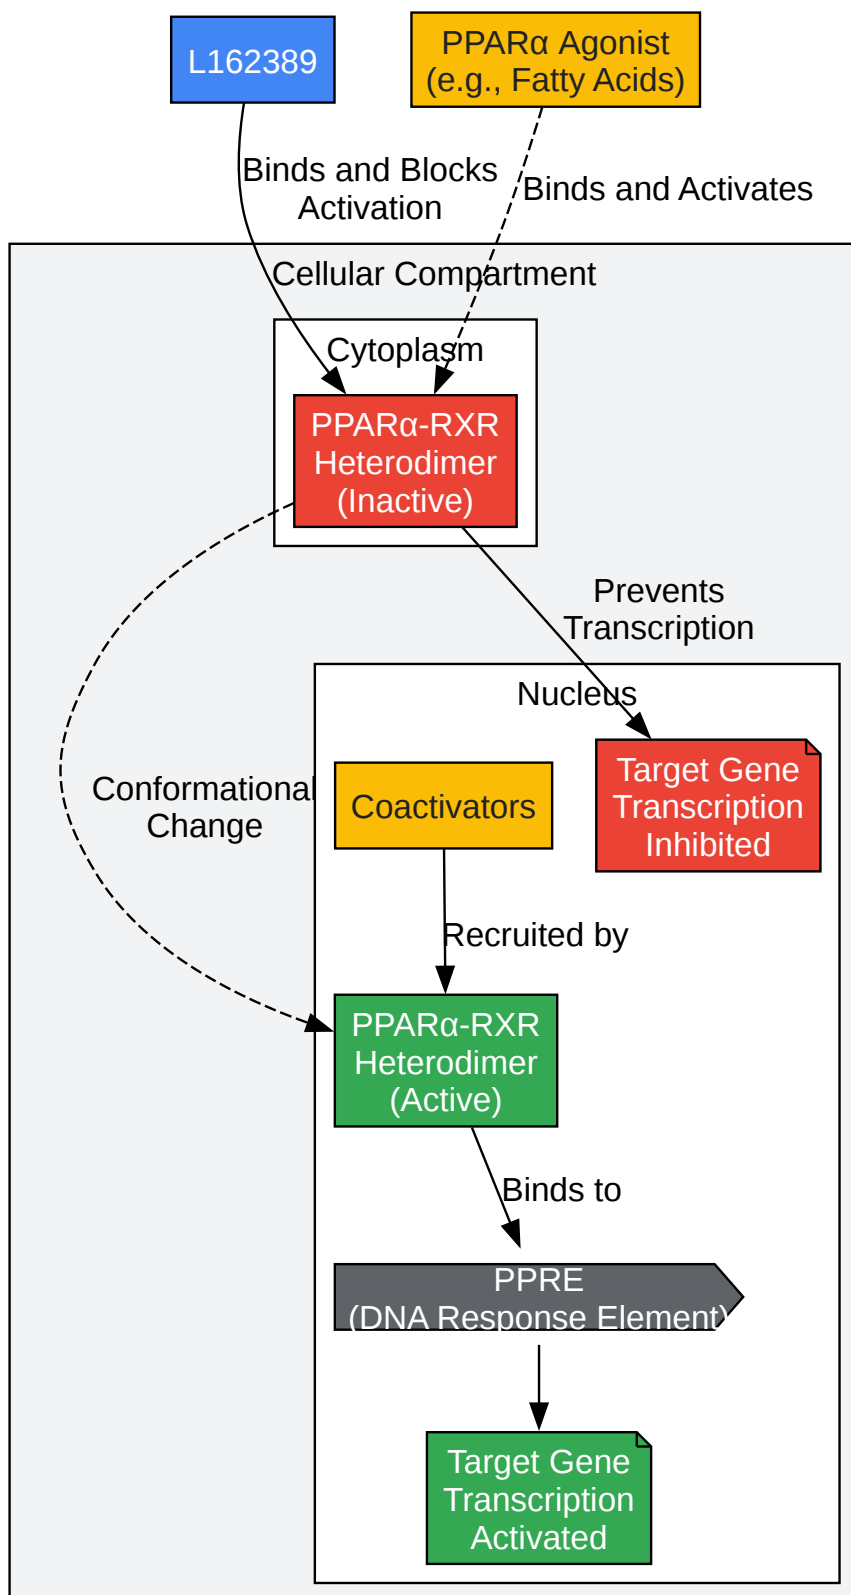 L162389
PPARα Agonist
(e.g., Fatty Acids)
Binds and Blocks
Activation
Binds and Activates
Cellular Compartment
Cytoplasm
PPARα-RXR
Heterodimer
(Inactive)
Prevents
Transcription
Nucleus
Target Gene
Transcription
Inhibited
Coactivators
Conformational
Change
Recruited by
PPARα-RXR
Heterodimer
(Active)
Binds to
PPRE
(DNA Response Element)
Target Gene
Transcription
Activated